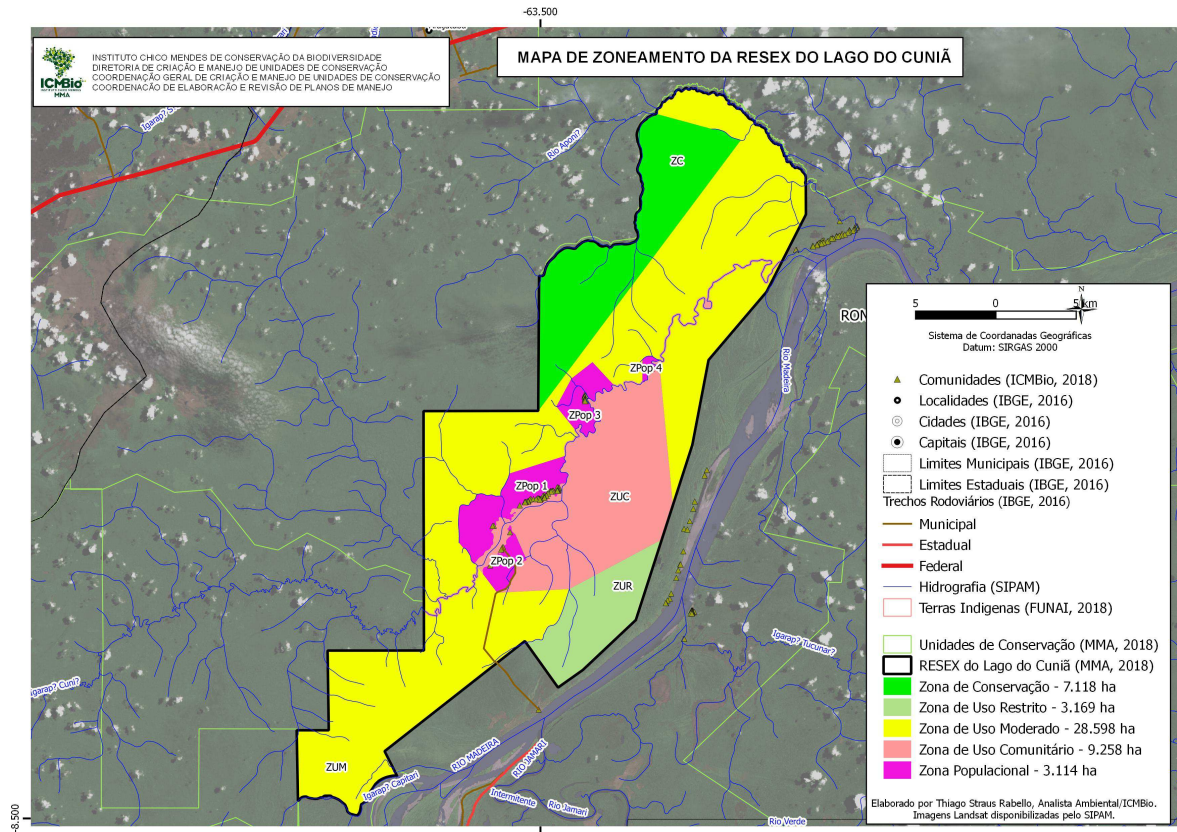 -63.500
ICMBio
INSTITUTO CHICO MENDES
MMA
INSTITUTO CHICO MENDES DE CONSERVAÇÃO DA BIODIVERSIDADE
DIRETORIA DE CRIAÇÃO E MANEJO DE UNIDADES DE CONSERVAÇÃO
COORDENAÇÃO GERAL DE CRIAÇÃO E MANEJO DE UNIDADES DE CONSERVAÇÃO
COORDENAÇÃO DE ELABORAÇÃO E REVISÃO DE PLANOS DE MANEJO
MAPA DE ZONEAMENTO DA RESEX DO LAGO DO CUNIÃ
Igarap? S
Rio Aponi?
ZC
RON
Rio Madeira
ZPop 4
ZPop 3
ZPop 1
ZUC
ZPop 2
ZUR
Igarap? Tucunar?
Igarap? Cuni?
ZUM
Igarap? Capitari
RIO MADEIRA
RIO JAMARI
Intermitente
Rio Jamari
Rio Verde
-8.500
N
5 0 5 km
Sistema de Coordanadas Geográficas
Datum: SIRGAS 2000
Comunidades (ICMBio, 2018)
Localidades (IBGE, 2016)
Cidades (IBGE, 2016)
Capitais (IBGE, 2016)
Limites Municipais (IBGE, 2016)
Limites Estaduais (IBGE, 2016)
Trechos Rodoviários (IBGE, 2016)
Municipal
Estadual
Federal
Hidrografia (SIPAM)
Terras Indigenas (FUNAI, 2018)
Unidades de Conservação (MMA, 2018)
RESEX do Lago do Cuniã (MMA, 2018)
Zona de Conservação - 7.118 ha
Zona de Uso Restrito - 3.169 ha
Zona de Uso Moderado - 28.598 ha
Zona de Uso Comunitário - 9.258 ha
Zona Populacional - 3.114 ha
Elaborado por Thiago Straus Rabello, Analista Ambiental/ICMBio.
Imagens Landsat disponibilizadas pelo SIPAM.